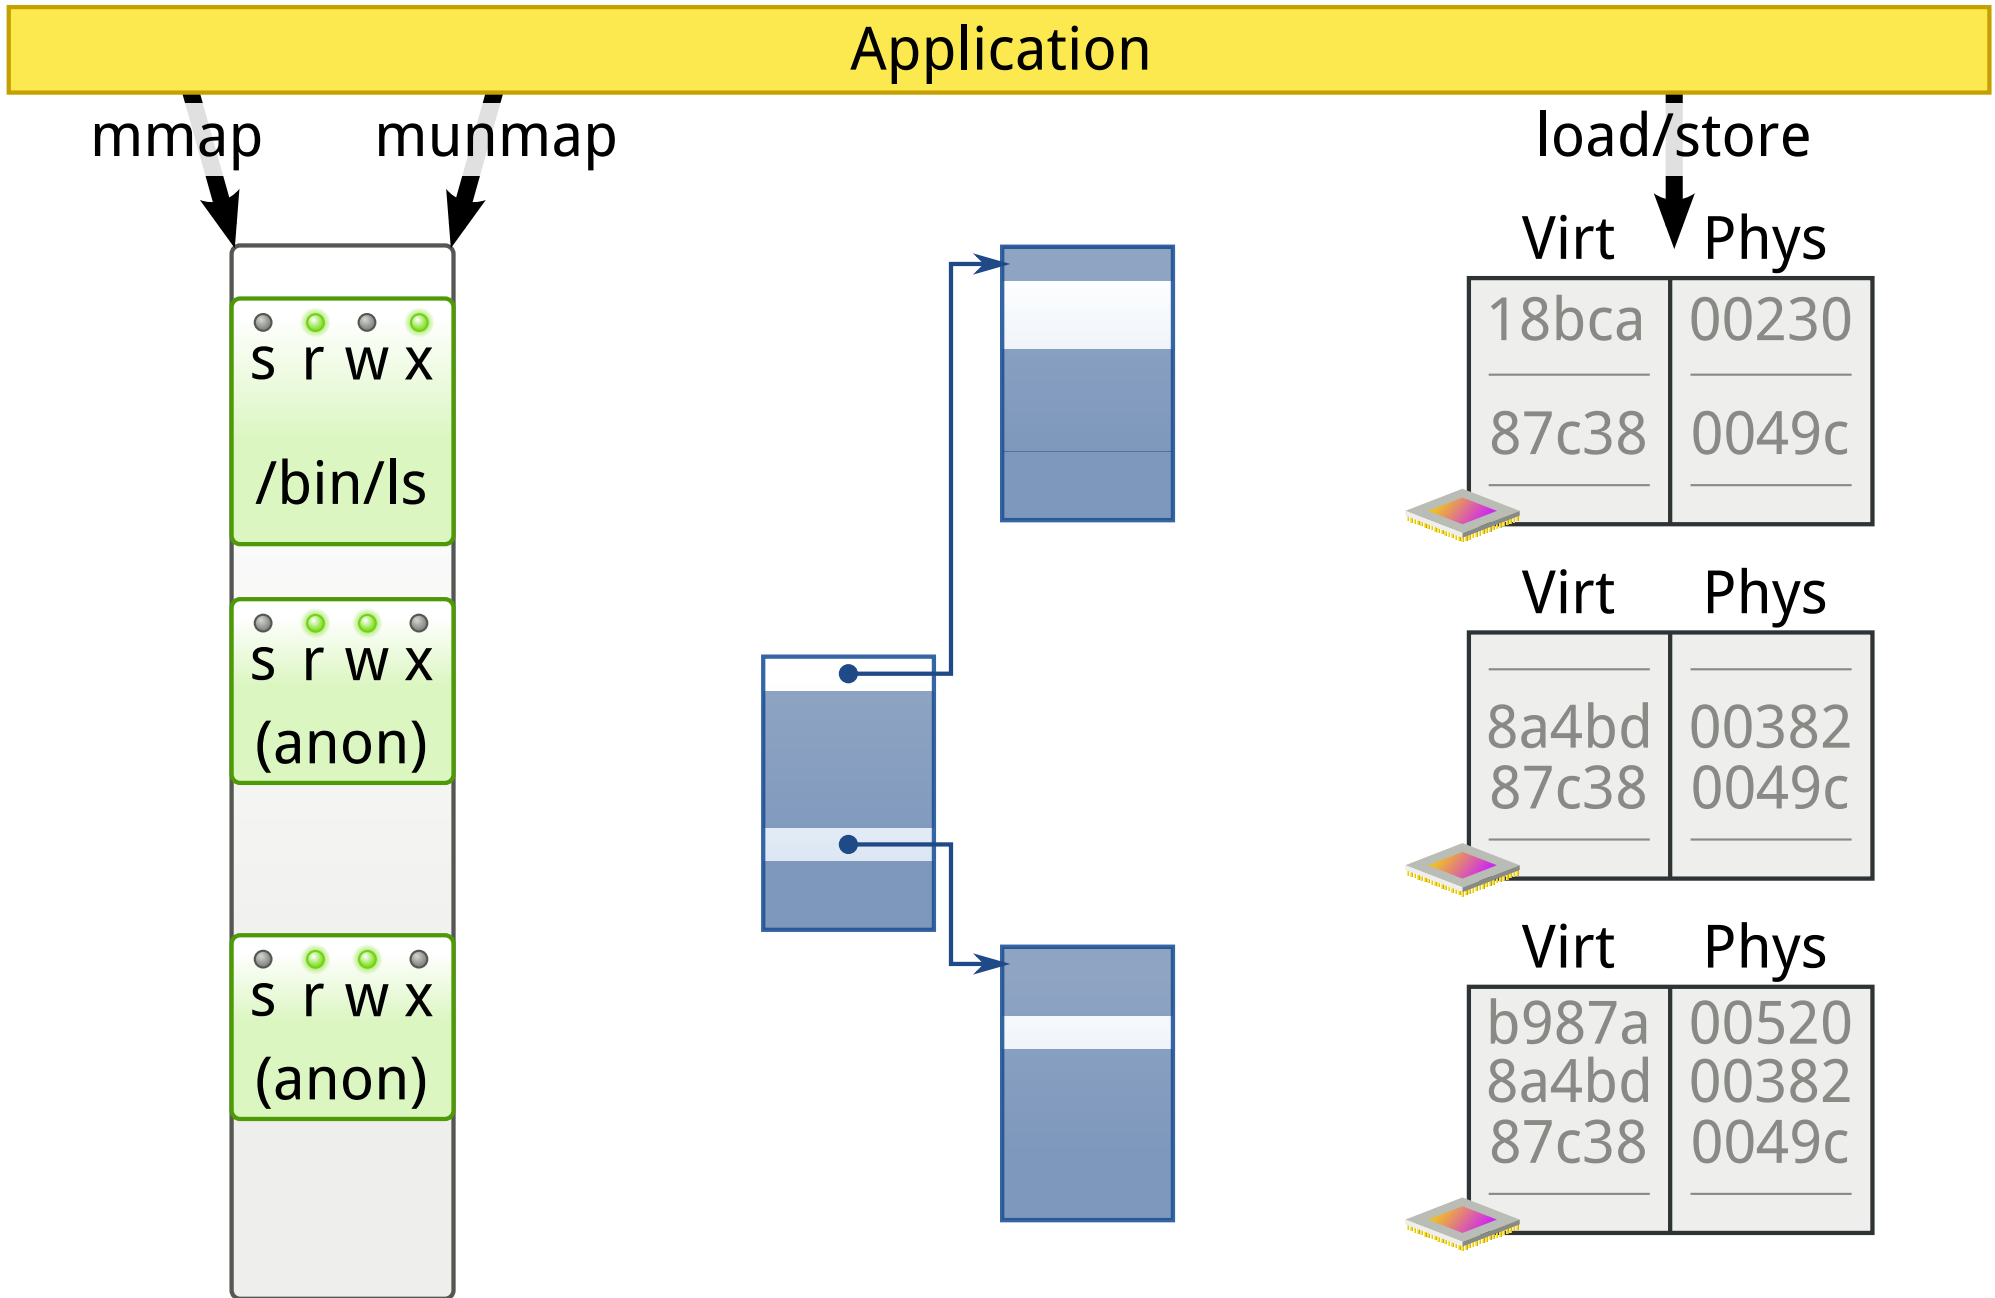 Application
mmap munmap load/store
s r w x
/bin/ls
s r w x
(anon)
s r w x
(anon)
Virt Phys
18bca 00230
87c38 0049c
Virt Phys
8a4bd 00382
87c38 0049c
Virt Phys
b987a 00520
8a4bd 00382
87c38 0049c